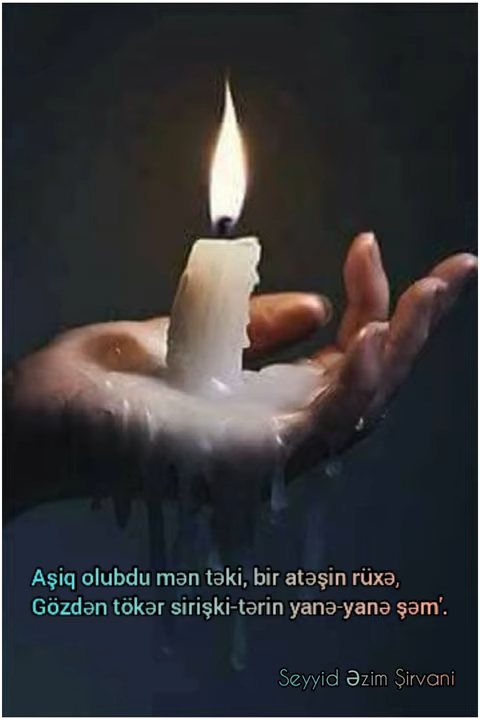 Aşiq olubdu mən təki, bir atəşin rüxə,
Gözdən tökər sirişki-tərin yanə-yanə şəm'.
Seyyid Əzim Şirvani